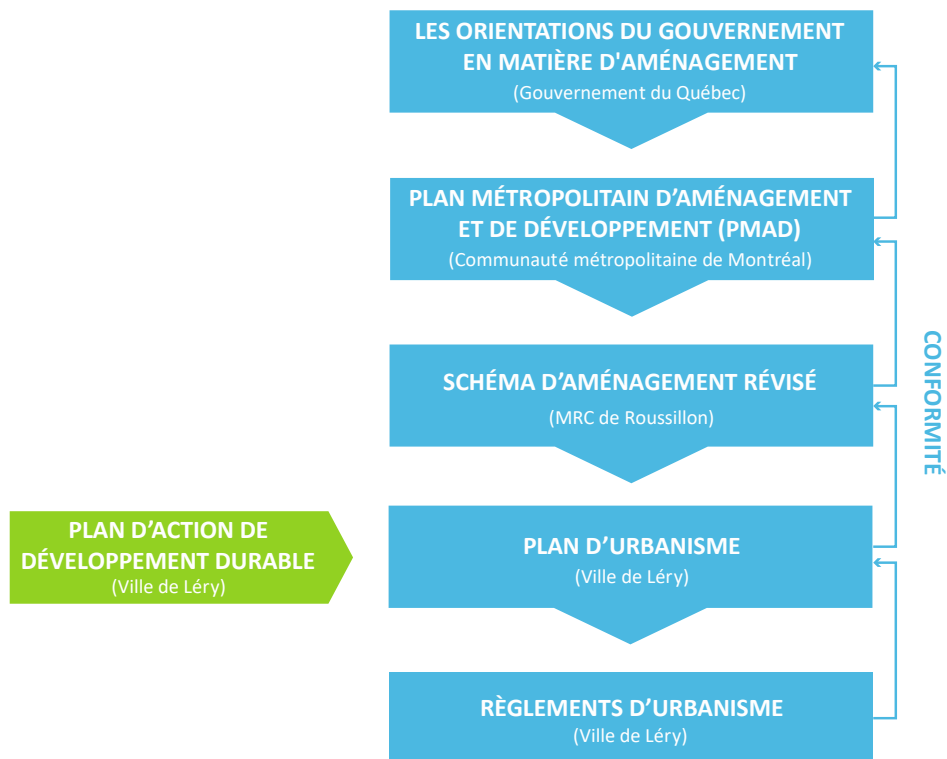 LES ORIENTATIONS DU GOUVERNEMENT
EN MATIÈRE D'AMÉNAGEMENT
(Gouvernement du Québec)
PLAN MÉTROPOLITAIN D’AMÉNAGEMENT
ET DE DÉVELOPPEMENT (PMAD)
(Communauté métropolitaine de Montréal)
SCHÉMA D’AMÉNAGEMENT RÉVISÉ
(MRC de Roussillon)
PLAN D’ACTION DE
DÉVELOPPEMENT DURABLE
(Ville de Léry)
PLAN D’URBANISME
(Ville de Léry)
RÈGLEMENTS D’URBANISME
(Ville de Léry)
CONFORMITÉ